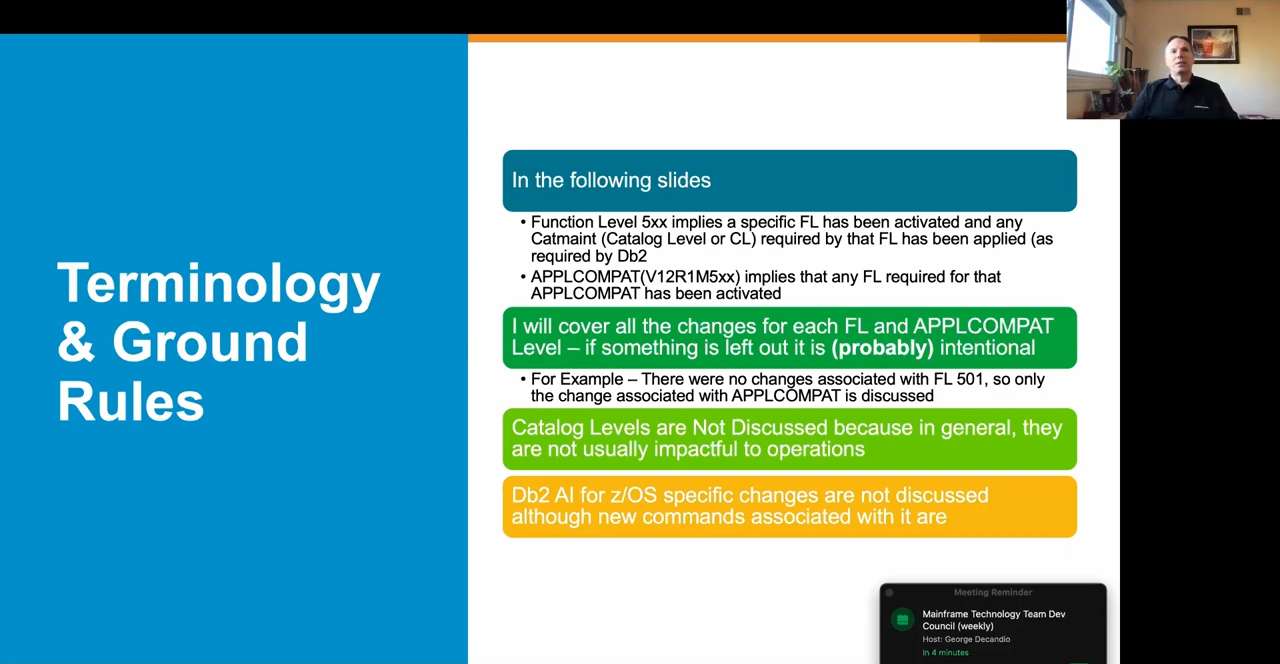 Terminology
& Ground
Rules
In the following slides
• Function Level 5xx implies a specific FL has been activated and any
Catmaint (Catalog Level or CL) required by that FL has been applied (as
required by Db2
• APPLCOMPAT(V12R1M5xx) implies that any FL required for that
APPLCOMPAT has been activated
I will cover all the changes for each FL and APPLCOMPAT
Level – if something is left out it is (probably) intentional
• For Example – There were no changes associated with FL 501, so only
the change associated with APPLCOMPAT is discussed
Catalog Levels are Not Discussed because in general, they
are not usually impactful to operations
Db2 AI for z/OS specific changes are not discussed
although new commands associated with it are
Meeting Reminder
Mainframe Technology Team Dev
Council (weekly)
Host: George Decandio
In 4 minutes